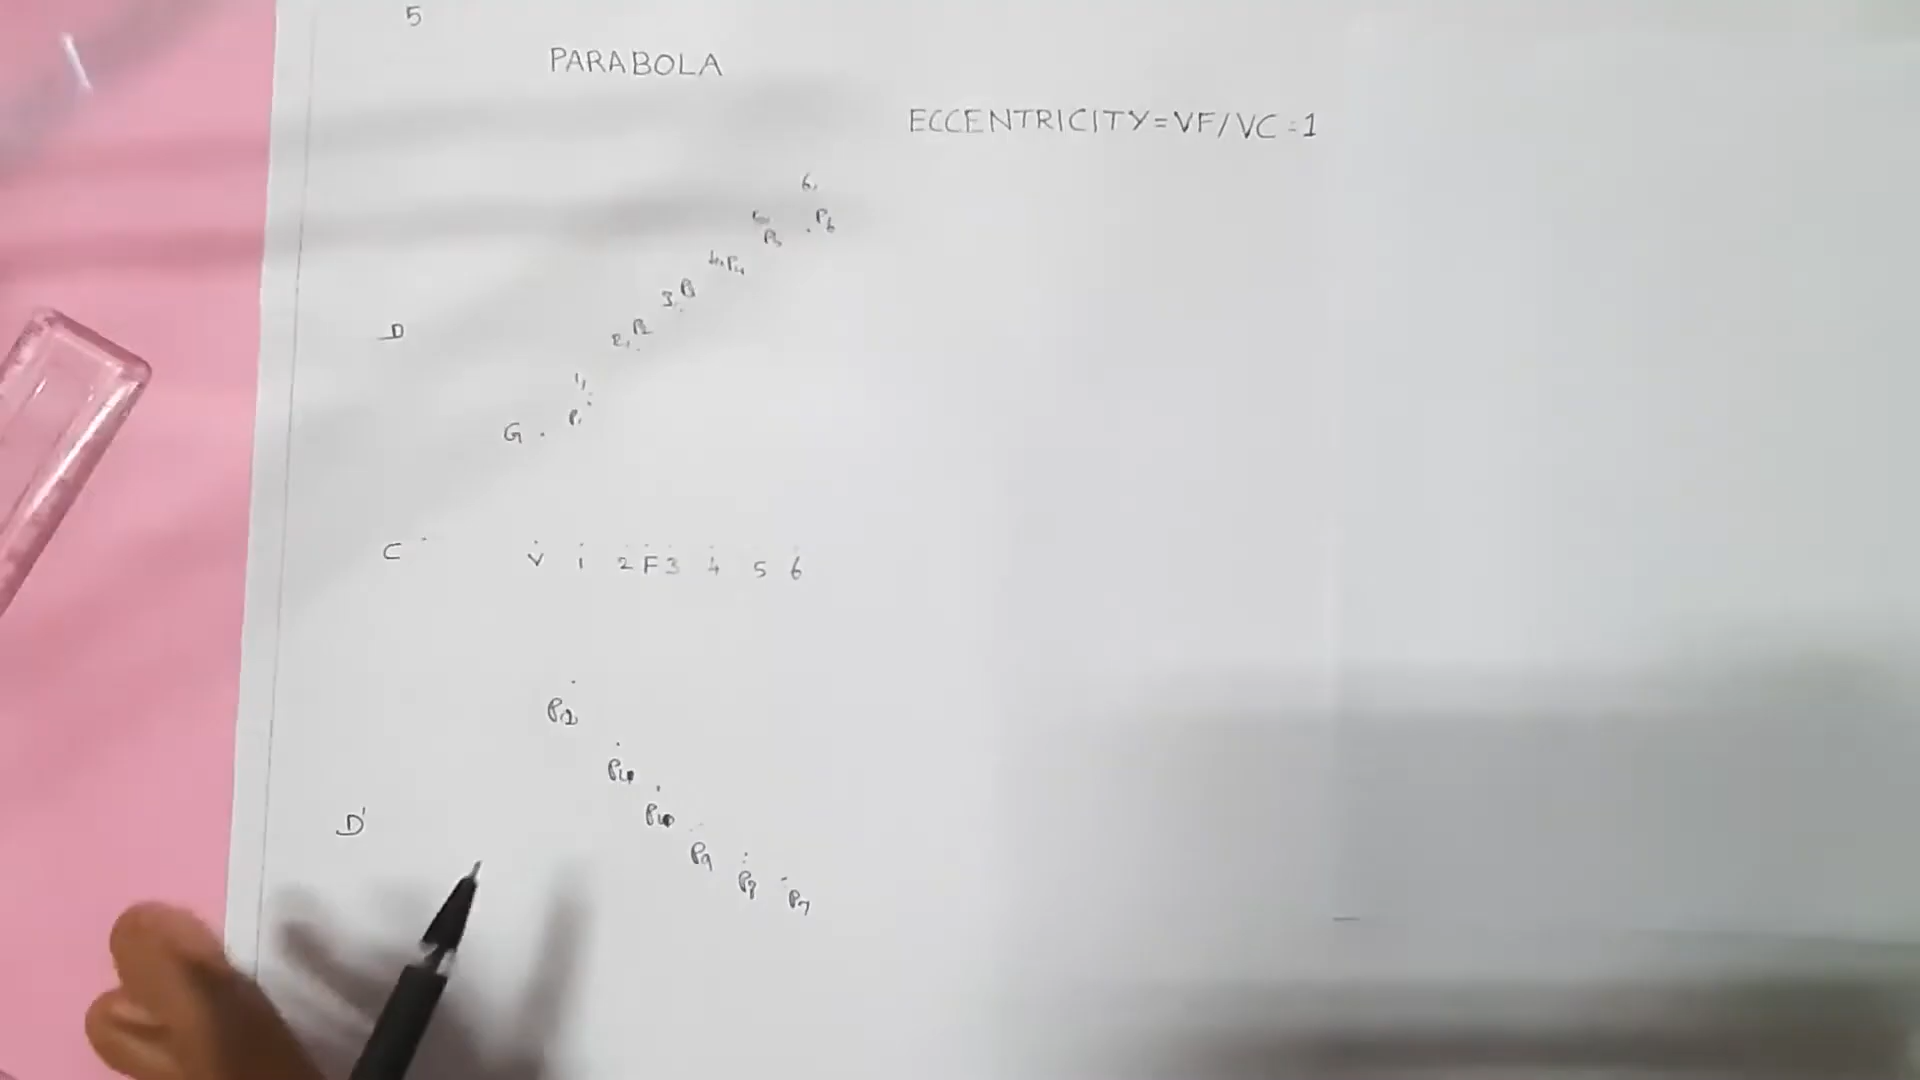 5
PARABOLA
ECCENTRICITY=VF/VC=1
6,
P6
P5
4, P4
3,
D
2, P2
1,
P1
G
C V 1 2 F 3 4 5 6
D'
P9
P8
P7